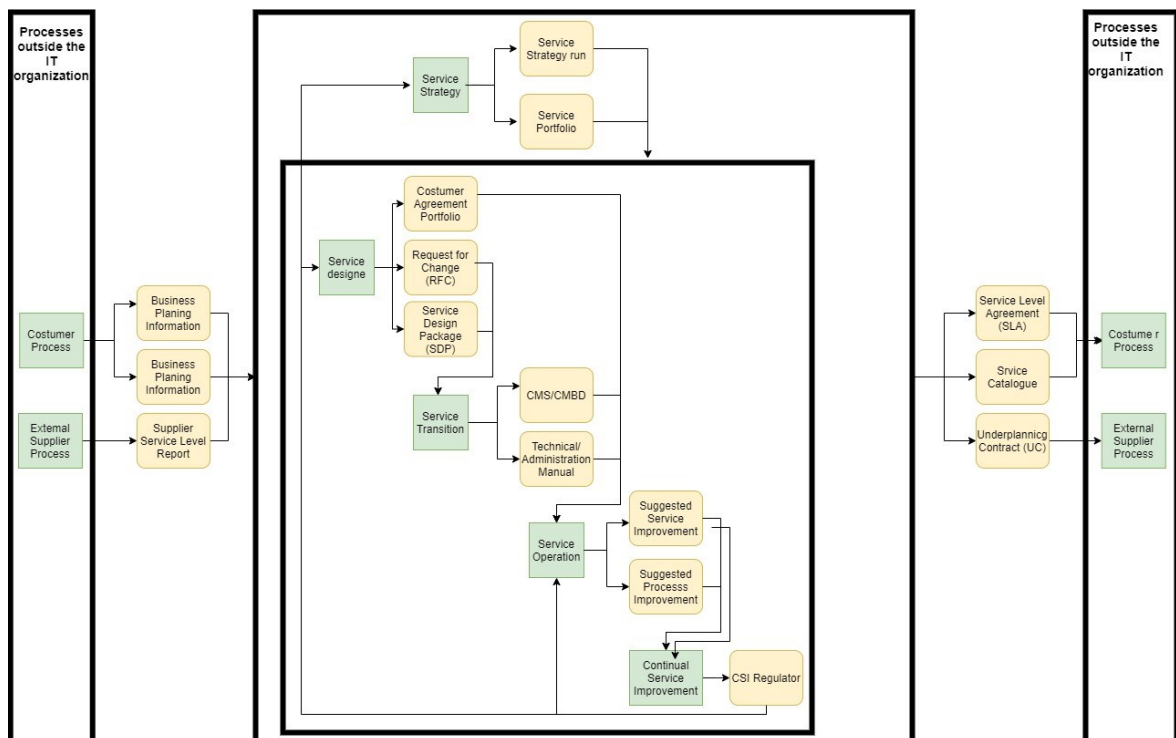 Processes
outside the
IT
organization
Costumer
Process
External
Supplier
Process
Business
Planing
Information
Business
Planing
Information
Supplier
Service Level
Report
Service
Strategy
Service
Strategy run
Service
Portfolio
Service
designe
Costumer
Agreement
Portfolio
Request for
Change
(RFC)
Service
Design
Package
(SDP)
Service
Transition
CMS/CMBD
Technical/
Administration
Manual
Service
Operation
Suggested
Service
Improvement
Suggested
Processs
Improvement
Continual
Service
Improvement
CSI Regulator
Service Level
Agreement
(SLA)
Srvice
Catalogue
Underplannicg
Contract (UC)
Processes
outside the
IT
organization
Costume r
Process
External
Supplier
Process